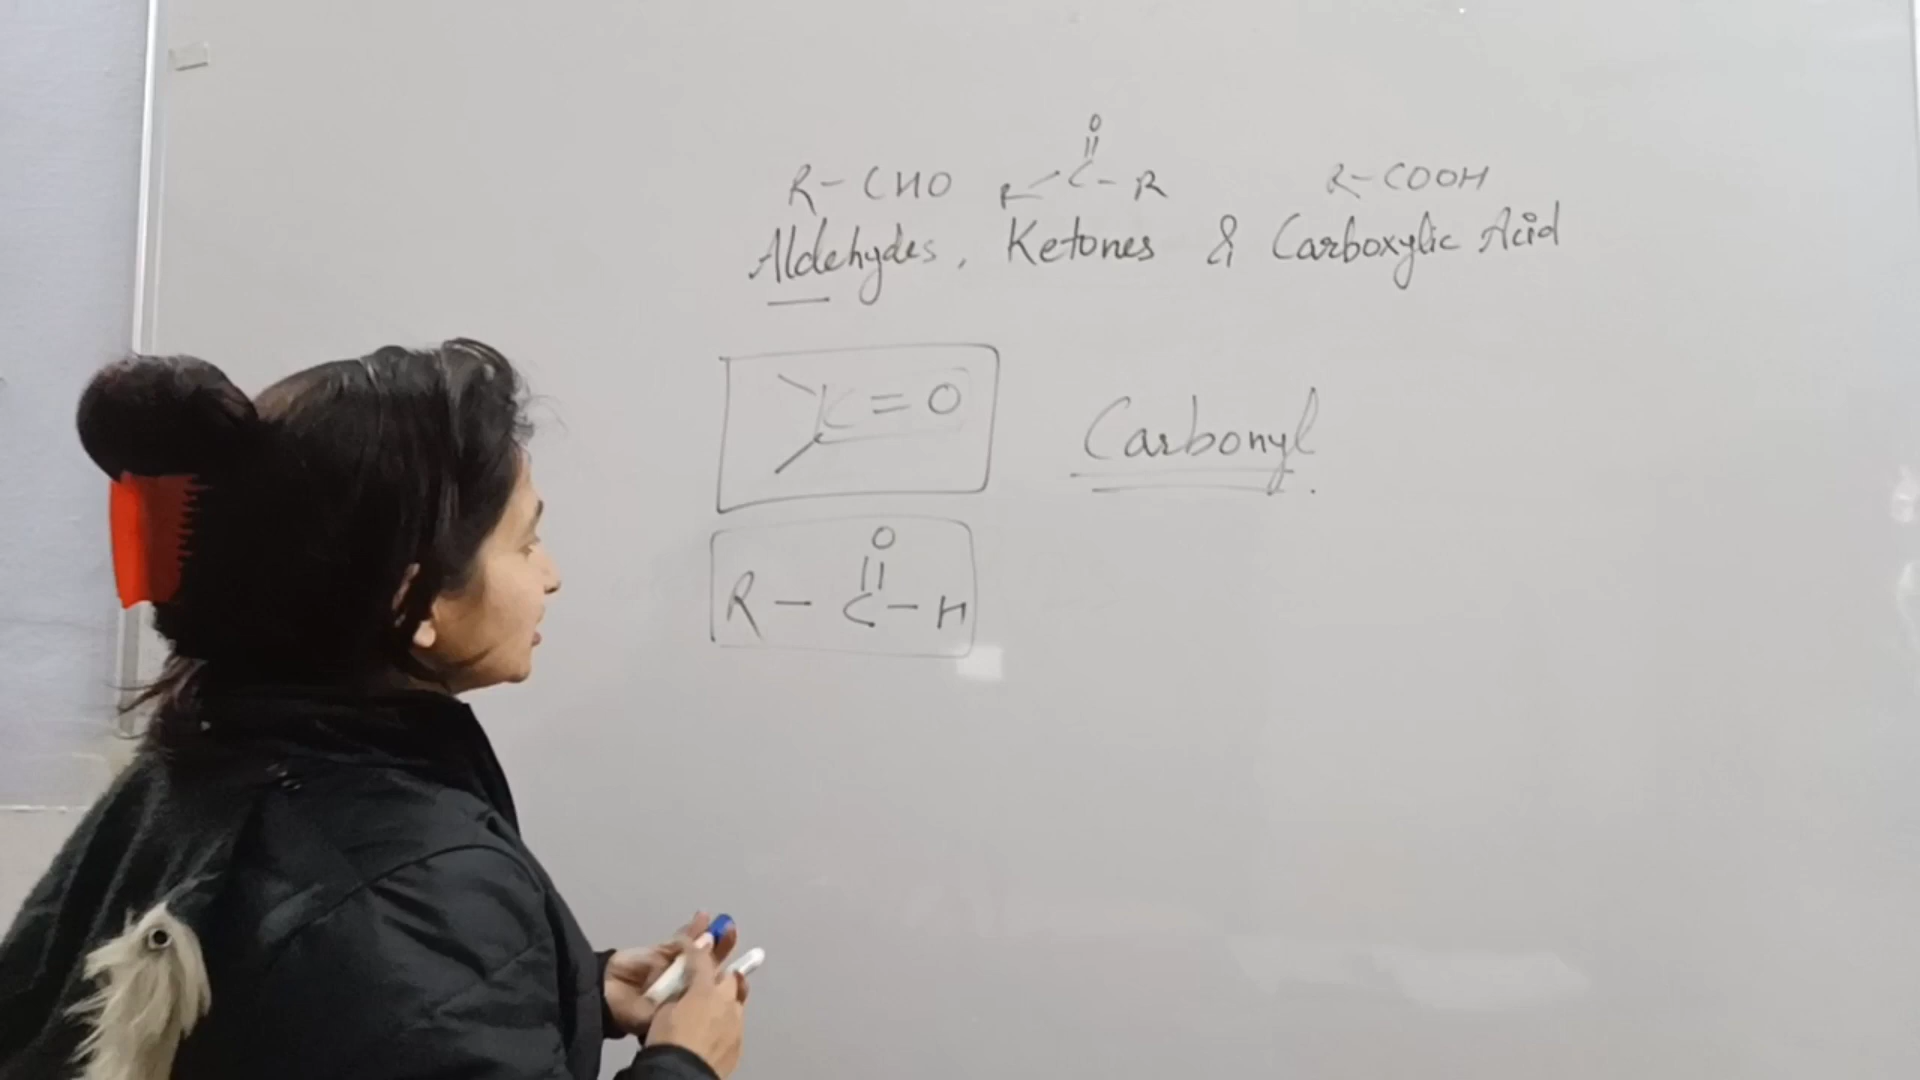 O
||
R-CHO R-C-R R-COOH
Aldehydes, Ketones & Carboxylic Acid
C=O Carbonyl.
O
||
R-C-H